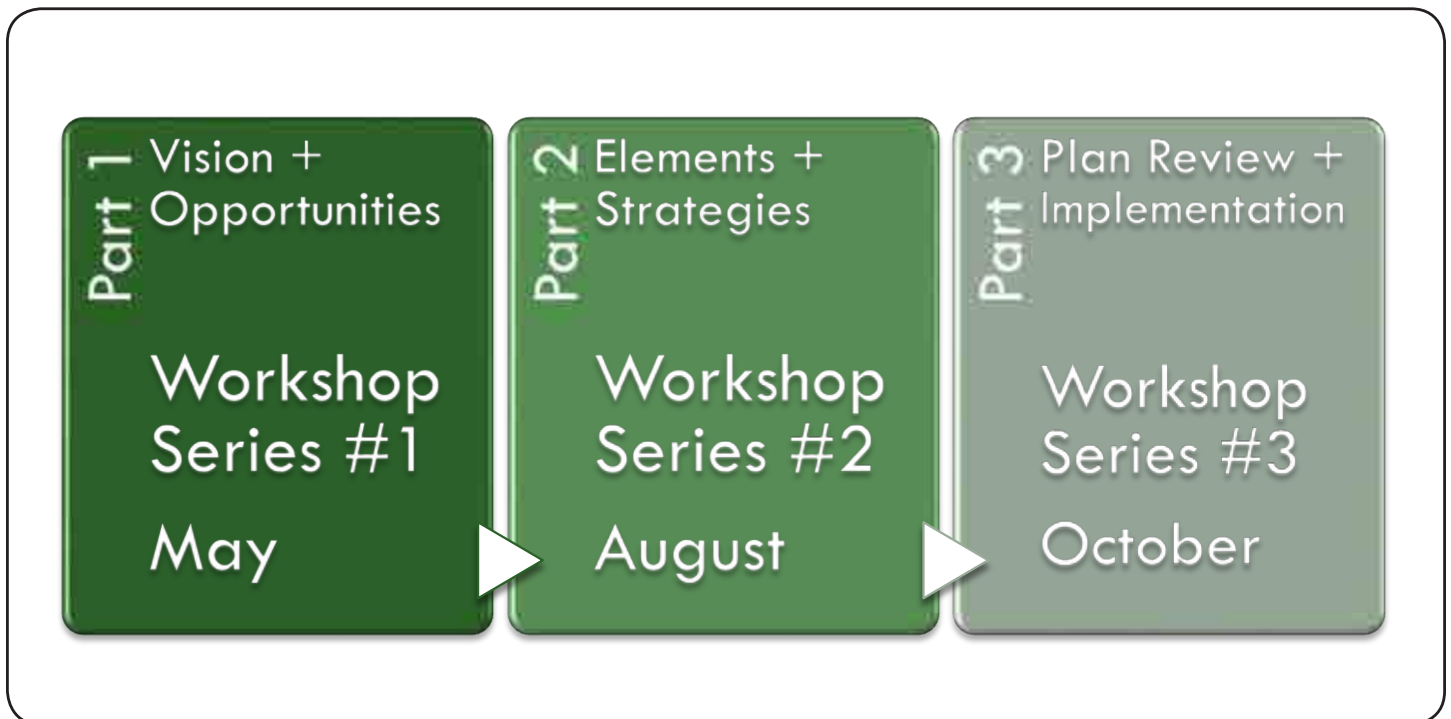 Part 1
Vision +
Opportunities
Workshop
Series #1
May
Part 2
Elements +
Strategies
Workshop
Series #2
August
Part 3
Plan Review +
Implementation
Workshop
Series #3
October